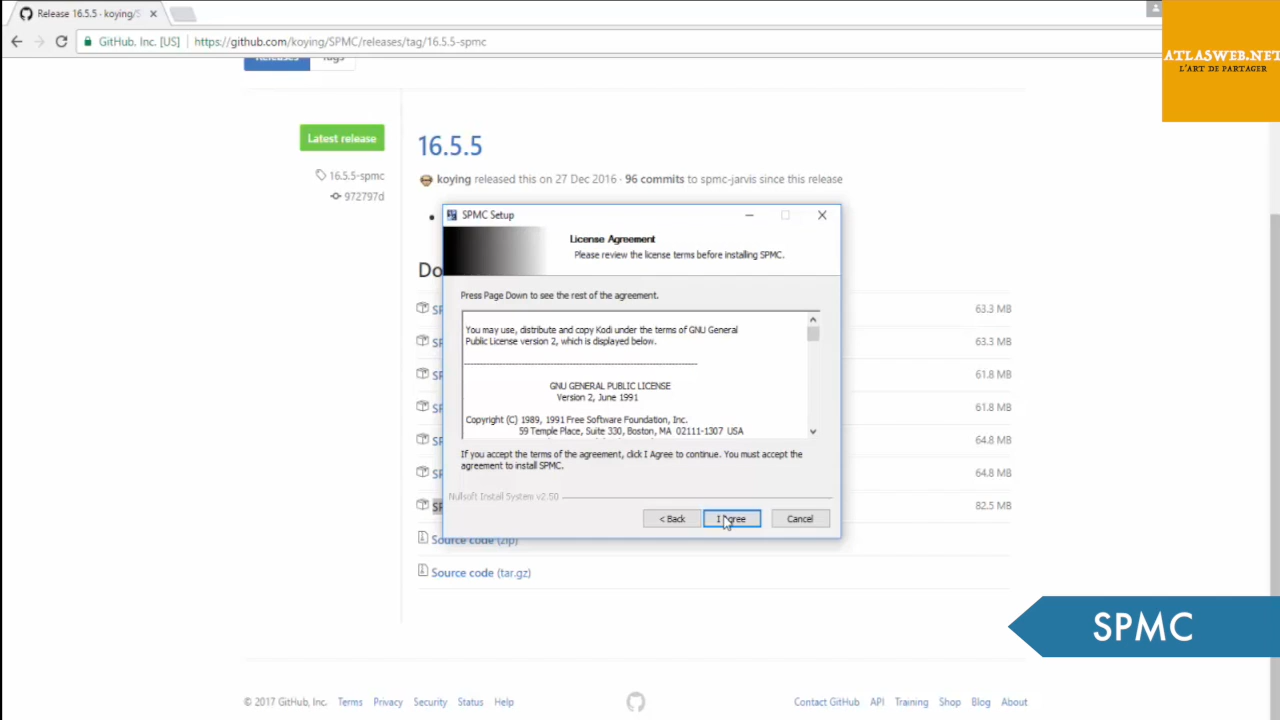 Release 16.5.5 - koying/S
GitHub, Inc. [US]
https://github.com/koying/SPMC/releases/tag/16.5.5-spmc
ATLASWEB.NET
L'ART DE PARTAGER
Releases
Tags
Latest release
16.5.5
16.5.5-spmc
koying released this on 27 Dec 2016 · 96 commits to spmc-jarvis since this release
972797d
SPMC Setup
License Agreement
Please review the license terms before installing SPMC.
Do
Press Page Down to see the rest of the agreement.
You may use, distribute and copy Kodi under the terms of GNU General
Public License version 2, which is displayed below.
GNU GENERAL PUBLIC LICENSE
Version 2, June 1991
Copyright (C) 1989, 1991 Free Software Foundation, Inc.
59 Temple Place, Suite 330, Boston, MA 02111-1307 USA
If you accept the terms of the agreement, click I Agree to continue. You must accept the
agreement to install SPMC.
Nullsoft Install System v2.50
< Back
I Agree
Cancel
63.3 MB
63.3 MB
61.8 MB
61.8 MB
64.8 MB
64.8 MB
82.5 MB
Source code (zip)
Source code (tar.gz)
SPMC
© 2017 GitHub, Inc. Terms Privacy Security Status Help
Contact GitHub API Training Shop Blog About